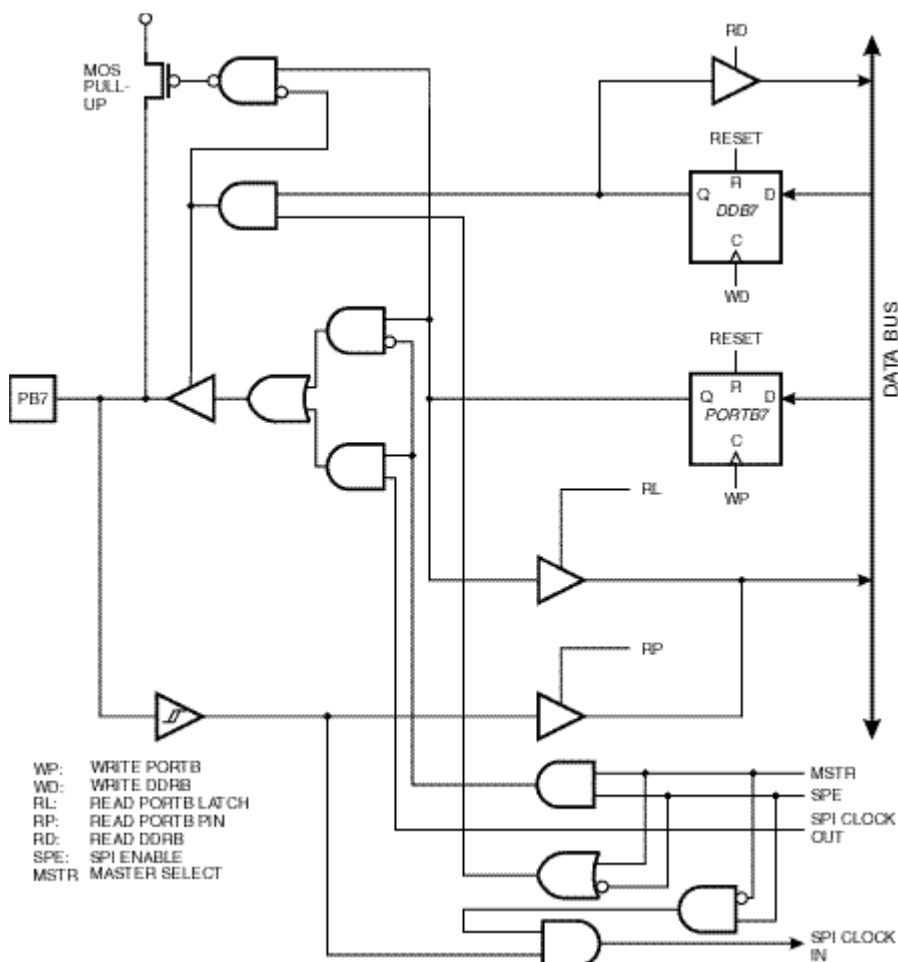 RD
MOS
PULL-
UP
RESET
R
Q
D
DDB7
C
WD
DATA BUS
RESET
R
Q
D
PORTB7
C
WP
PB7
RL
RP
WP: WRITE PORTB
WD: WRITE DDRB
RL: READ PORTB LATCH
RP: READ PORTB PIN
RD: READ DDRB
SPE: SPI ENABLE
MSTR MASTER SELECT
MSTR
SPE
SPI CLOCK
OUT
SPI CLOCK
IN